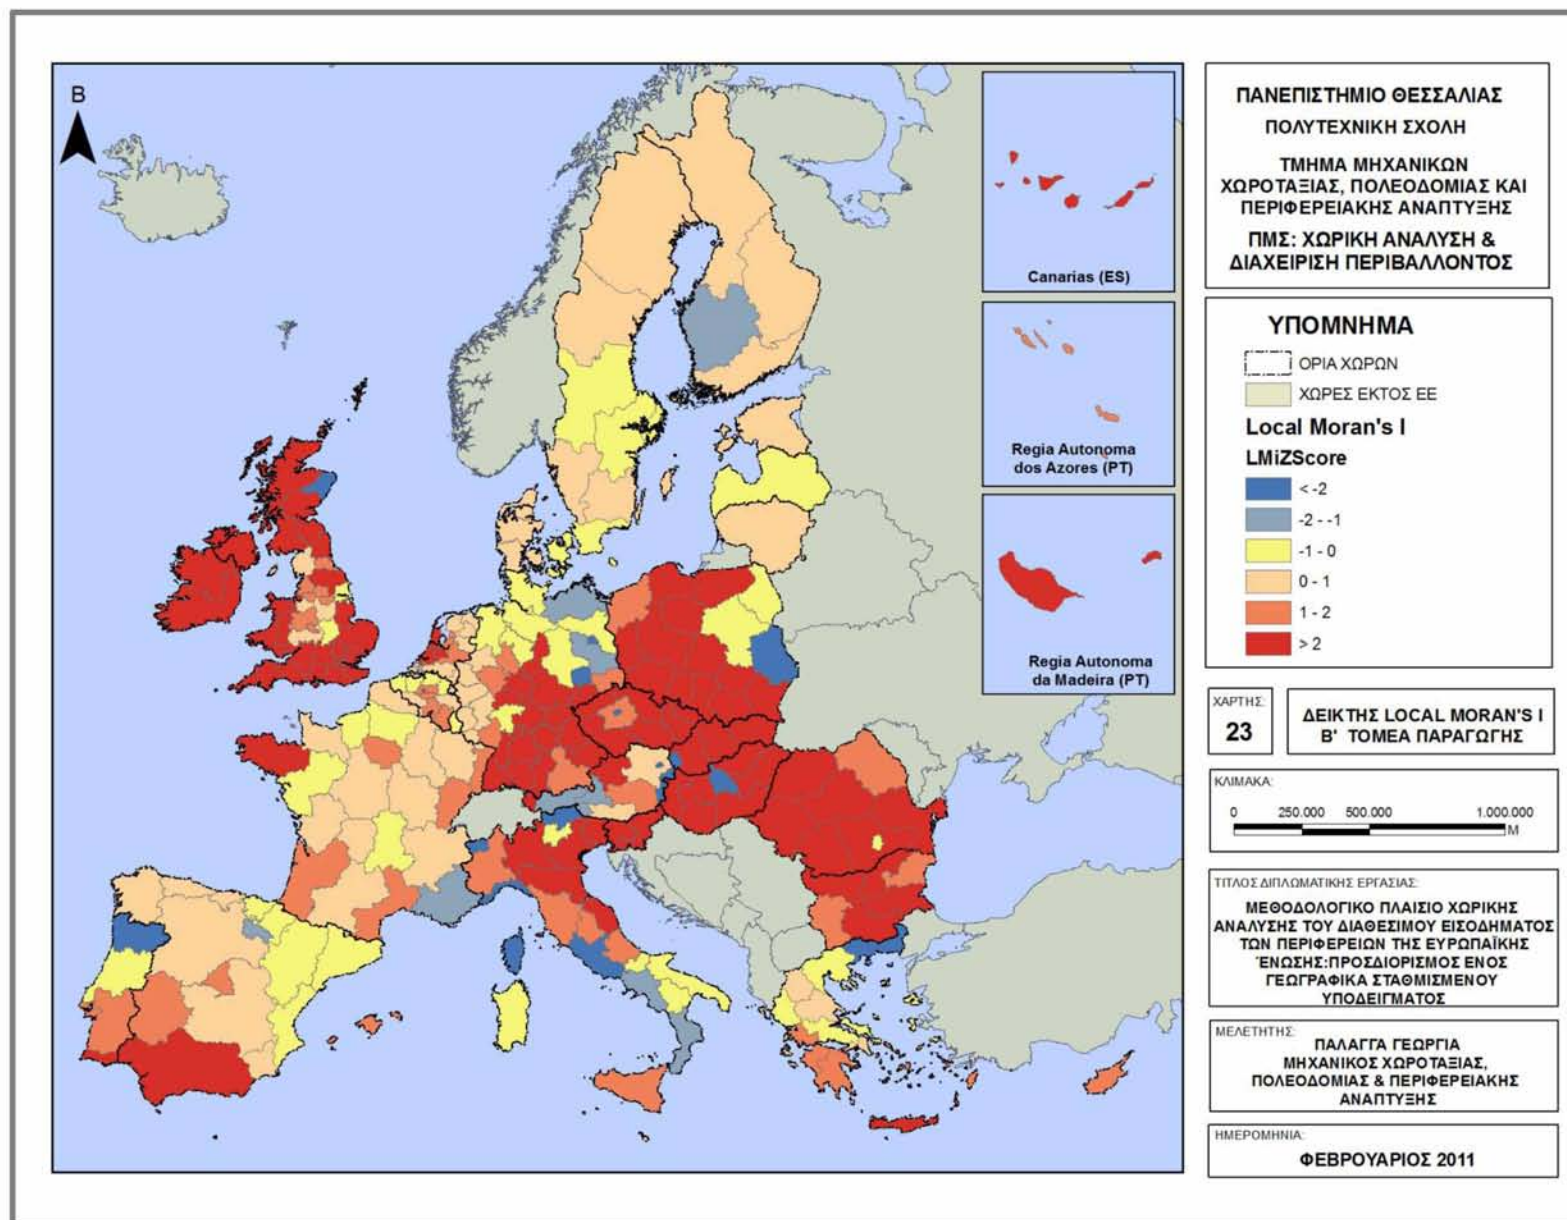 B
Canarias (ES)
Regia Autonoma
dos Azores (PT)
Regia Autonoma
da Madeira (PT)
ΠΑΝΕΠΙΣΤΗΜΙΟ ΘΕΣΣΑΛΙΑΣ
ΠΟΛΥΤΕΧΝΙΚΗ ΣΧΟΛΗ
ΤΜΗΜΑ ΜΗΧΑΝΙΚΩΝ
ΧΩΡΟΤΑΞΙΑΣ, ΠΟΛΕΟΔΟΜΙΑΣ ΚΑΙ
ΠΕΡΙΦΕΡΕΙΑΚΗΣ ΑΝΑΠΤΥΞΗΣ
ΠΜΣ: ΧΩΡΙΚΗ ΑΝΑΛΥΣΗ &
ΔΙΑΧΕΙΡΙΣΗ ΠΕΡΙΒΑΛΛΟΝΤΟΣ
ΥΠΟΜΝΗΜΑ
ΟΡΙΑ ΧΩΡΩΝ
ΧΩΡΕΣ ΕΚΤΟΣ ΕΕ
Local Moran's I
LMiZScore
< -2
-2 - -1
-1 - 0
0 - 1
1 - 2
> 2
ΧΑΡΤΗΣ:
23
ΔΕΙΚΤΗΣ LOCAL MORAN'S I
Β' ΤΟΜΕΑ ΠΑΡΑΓΩΓΗΣ
ΚΛΙΜΑΚΑ:
0 250.000 500.000 1.000.000
M
ΤΙΤΛΟΣ ΔΙΠΛΩΜΑΤΙΚΗΣ ΕΡΓΑΣΙΑΣ:
ΜΕΘΟΔΟΛΟΓΙΚΟ ΠΛΑΙΣΙΟ ΧΩΡΙΚΗΣ
ΑΝΑΛΥΣΗΣ ΤΟΥ ΔΙΑΘΕΣΙΜΟΥ ΕΙΣΟΔΗΜΑΤΟΣ
ΤΩΝ ΠΕΡΙΦΕΡΕΙΩΝ ΤΗΣ ΕΥΡΩΠΑΪΚΗΣ
ΈΝΩΣΗΣ:ΠΡΟΣΔΙΟΡΙΣΜΟΣ ΕΝΟΣ
ΓΕΩΓΡΑΦΙΚΑ ΣΤΑΘΜΙΣΜΕΝΟΥ
ΥΠΟΔΕΙΓΜΑΤΟΣ
ΜΕΛΕΤΗΤΗΣ:
ΠΑΛΑΓΓΑ ΓΕΩΡΓΙΑ
ΜΗΧΑΝΙΚΟΣ ΧΩΡΟΤΑΞΙΑΣ,
ΠΟΛΕΟΔΟΜΙΑΣ & ΠΕΡΙΦΕΡΕΙΑΚΗΣ
ΑΝΑΠΤΥΞΗΣ
ΗΜΕΡΟΜΗΝΙΑ:
ΦΕΒΡΟΥΑΡΙΟΣ 2011